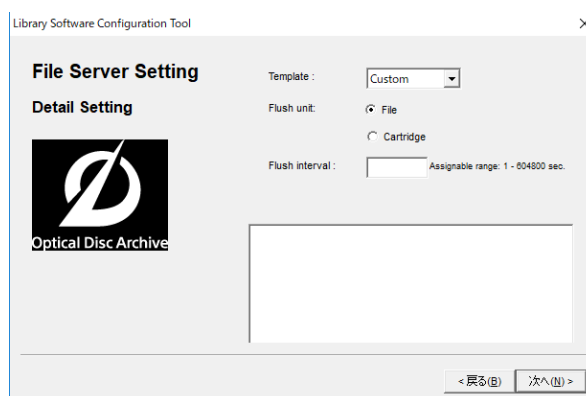 Library Software Configuration Tool
File Server Setting
Template :
Custom
Detail Setting
Flush unit:
File
Cartridge
Flush interval :
Assignable range: 1 - 604800 sec.
Optical Disc Archive
< 戻る(B)
次へ(N) >